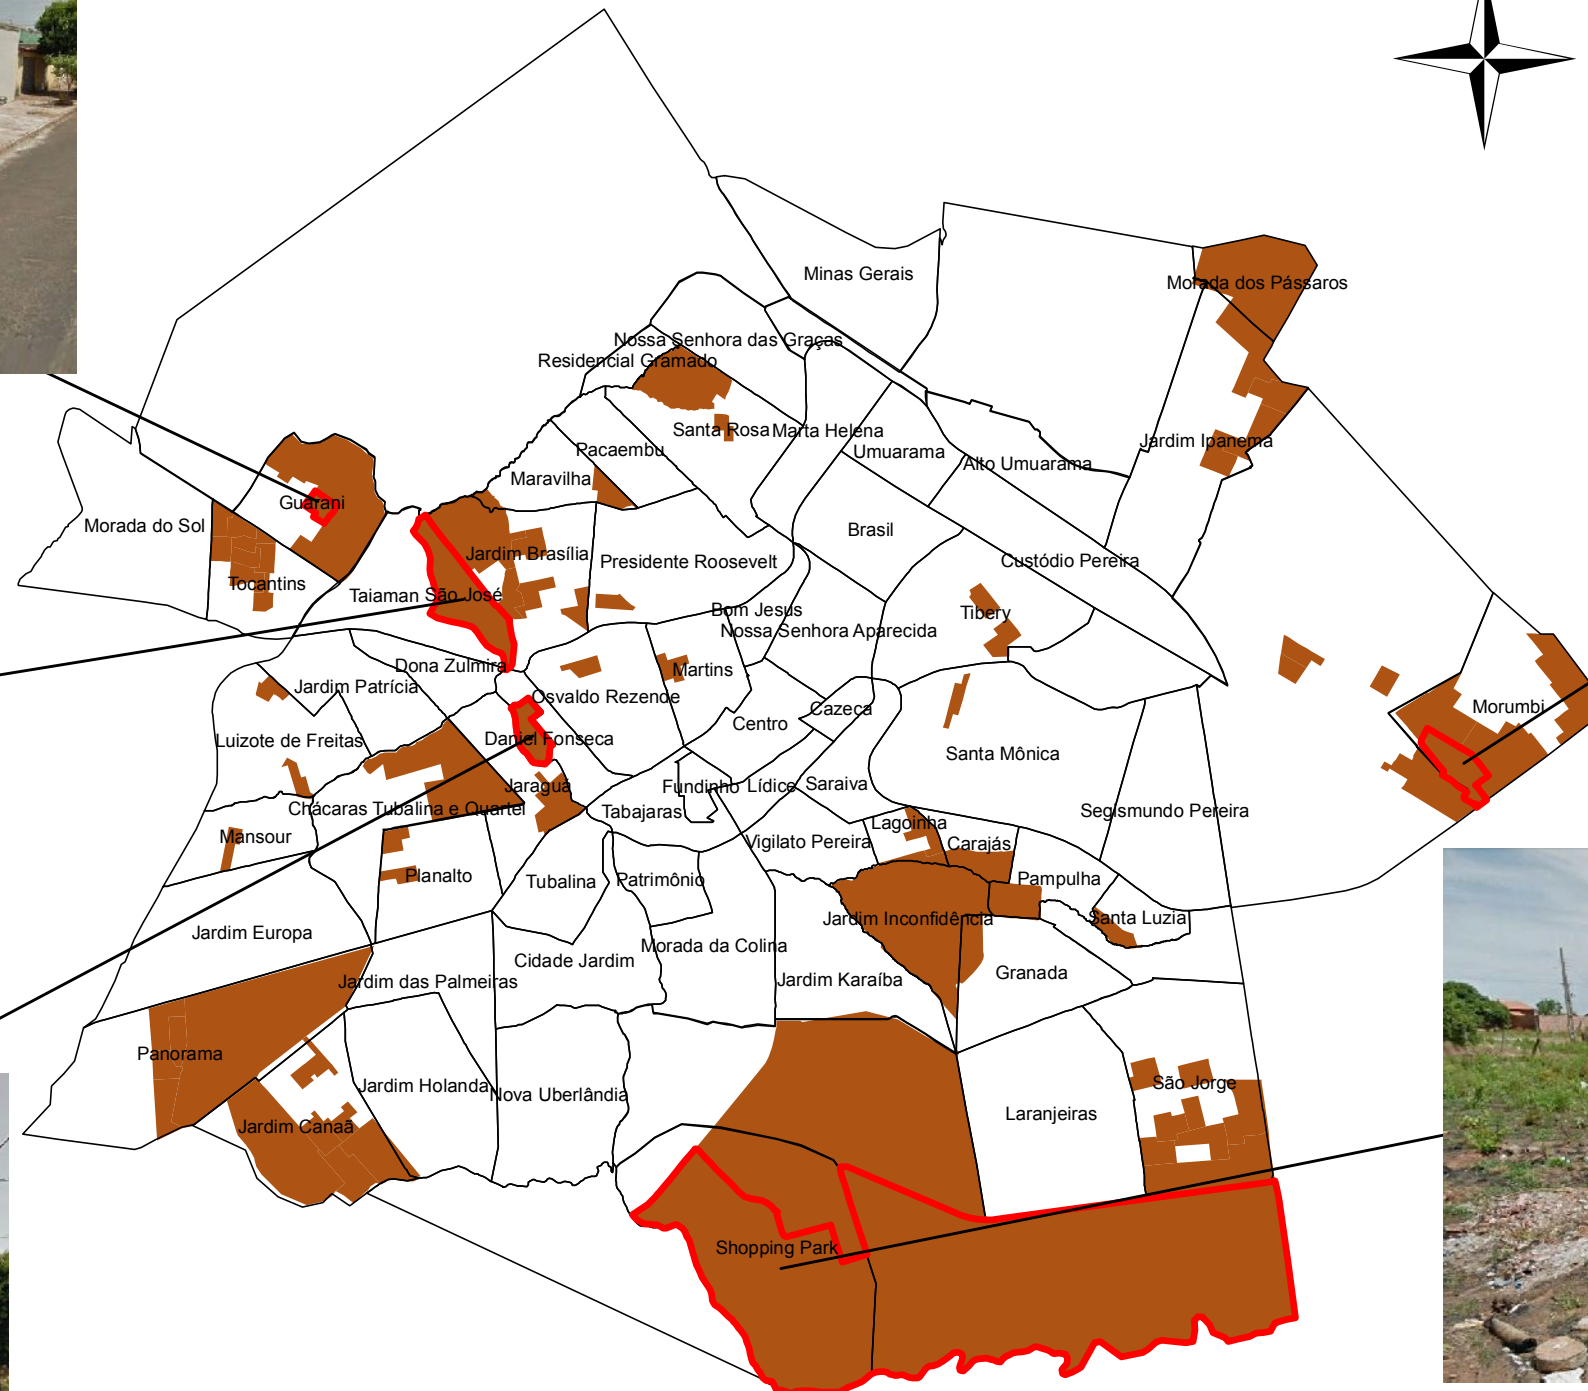 Minas Gerais
Morada dos Pássaros
Nossa Senhora das Graças
Residencial Gramado
Santa Rosa
Marta Helena
Jardim Ipanema
Pacaembu
Umuarama
Alto Umuarama
Maravilha
Guarani
Morada do Sol
Brasil
Jardim Brasília
Presidente Roosevelt
Custódio Pereira
Tocantins
Taiaman
São José
Bom Jesus
Tibery
Nossa Senhora Aparecida
Dona Zulmira
Martins
Jardim Patrícia
Osvaldo Rezende
Cazeca
Morumbi
Centro
Luizote de Freitas
Daniel Fonseca
Santa Mônica
Jaraguá
Fundinho
Lídice
Saraiva
Chácaras Tubalina e Quartel
Tabajaras
Segismundo Pereira
Lagoinha
Mansour
Vigilato Pereira
Carajás
Planalto
Tubalina
Patrimônio
Pampulha
Jardim Inconfidência
Santa Luzia
Jardim Europa
Morada da Colina
Cidade Jardim
Granada
Jardim das Palmeiras
Jardim Karaíba
Panorama
Jardim Holanda
São Jorge
Nova Uberlândia
Laranjeiras
Jardim Canaã
Shopping Park